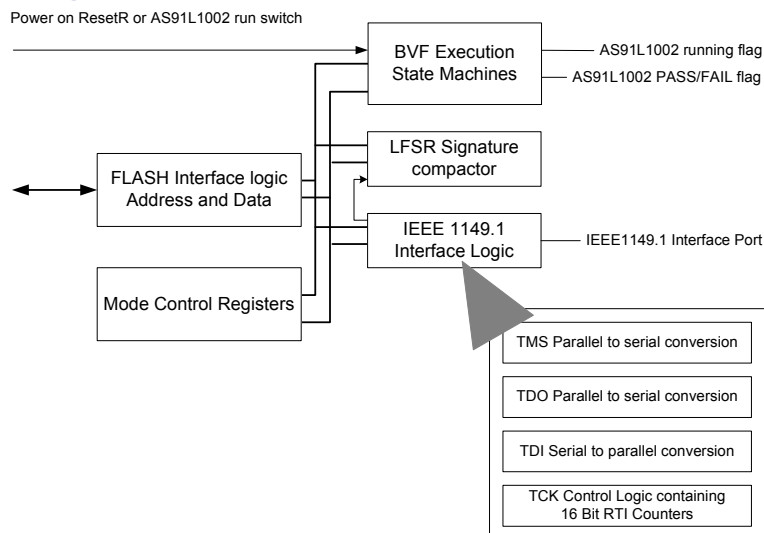 Power on ResetR or AS91L1002 run switch
BVF Execution
State Machines
AS91L1002 running flag
AS91L1002 PASS/FAIL flag
LFSR Signature
compactor
FLASH Interface logic
Address and Data
IEEE 1149.1
Interface Logic
IEEE1149.1 Interface Port
Mode Control Registers
TMS Parallel to serial conversion
TDO Parallel to serial conversion
TDI Serial to parallel conversion
TCK Control Logic containing
16 Bit RTI Counters